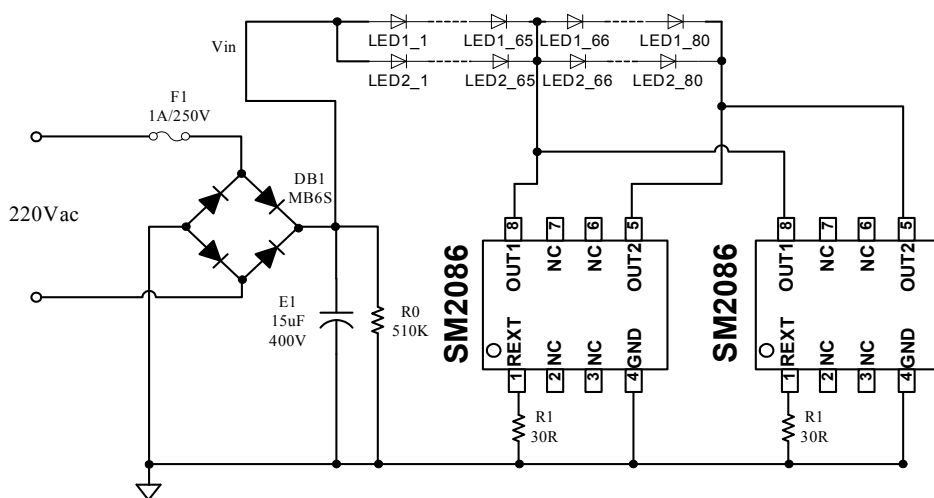 Vin
LED1_1
LED1_65
LED1_66
LED1_80
LED2_1
LED2_65
LED2_66
LED2_80
F1
1A/250V
DB1
MB6S
220Vac
E1
15uF
400V
R0
510K
SM2086
8
7
6
5
OUT1
NC
NC
OUT2
REXT
NC
NC
GND
1
2
3
4
R1
30R
SM2086
8
7
6
5
OUT1
NC
NC
OUT2
REXT
NC
NC
GND
1
2
3
4
R1
30R